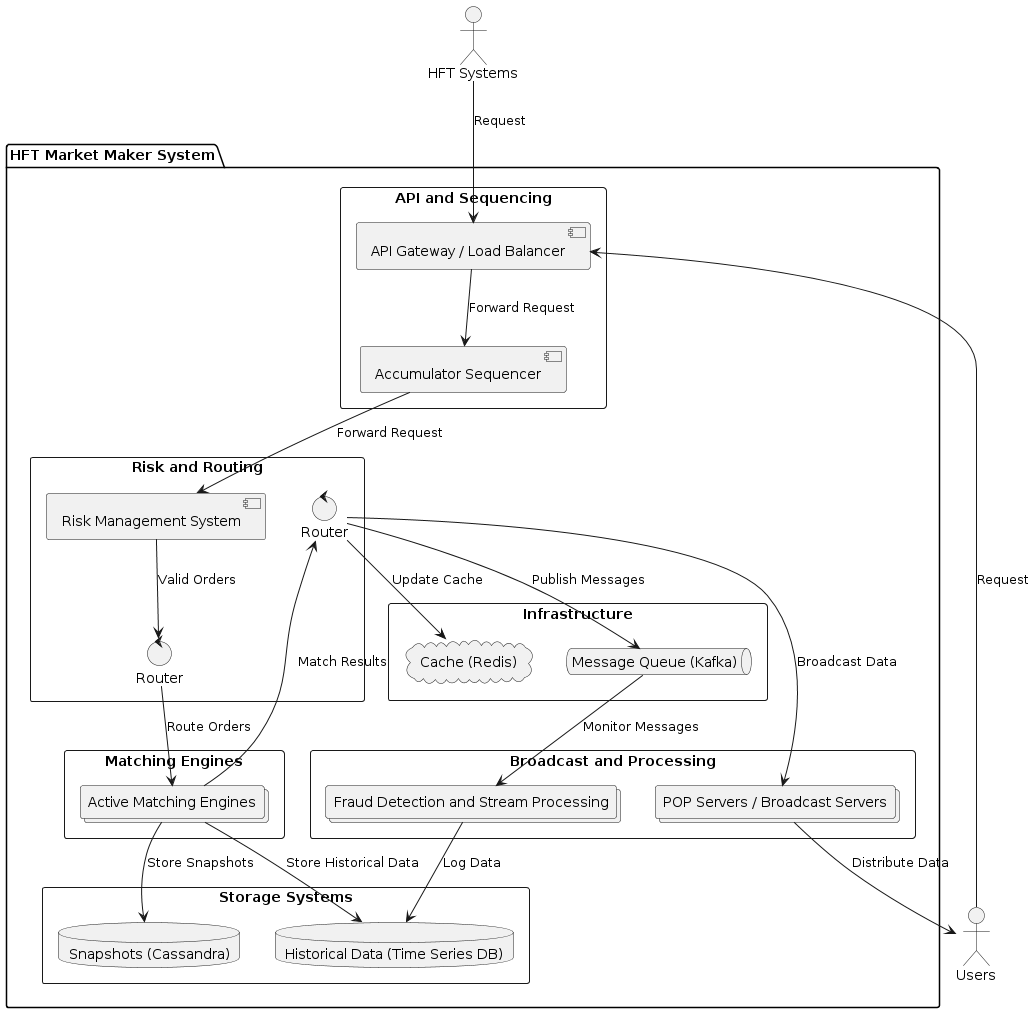 HFT Systems
Request
HFT Market Maker System
API and Sequencing
API Gateway / Load Balancer
Forward Request
Accumulator Sequencer
Forward Request
Risk and Routing
Risk Management System
Router
Valid Orders
Update Cache
Publish Messages
Request
Infrastructure
Cache (Redis)
Message Queue (Kafka)
Match Results
Broadcast Data
Router
Route Orders
Monitor Messages
Matching Engines
Broadcast and Processing
Active Matching Engines
Fraud Detection and Stream Processing
POP Servers / Broadcast Servers
Store Snapshots
Store Historical Data
Log Data
Distribute Data
Storage Systems
Snapshots (Cassandra)
Historical Data (Time Series DB)
Users